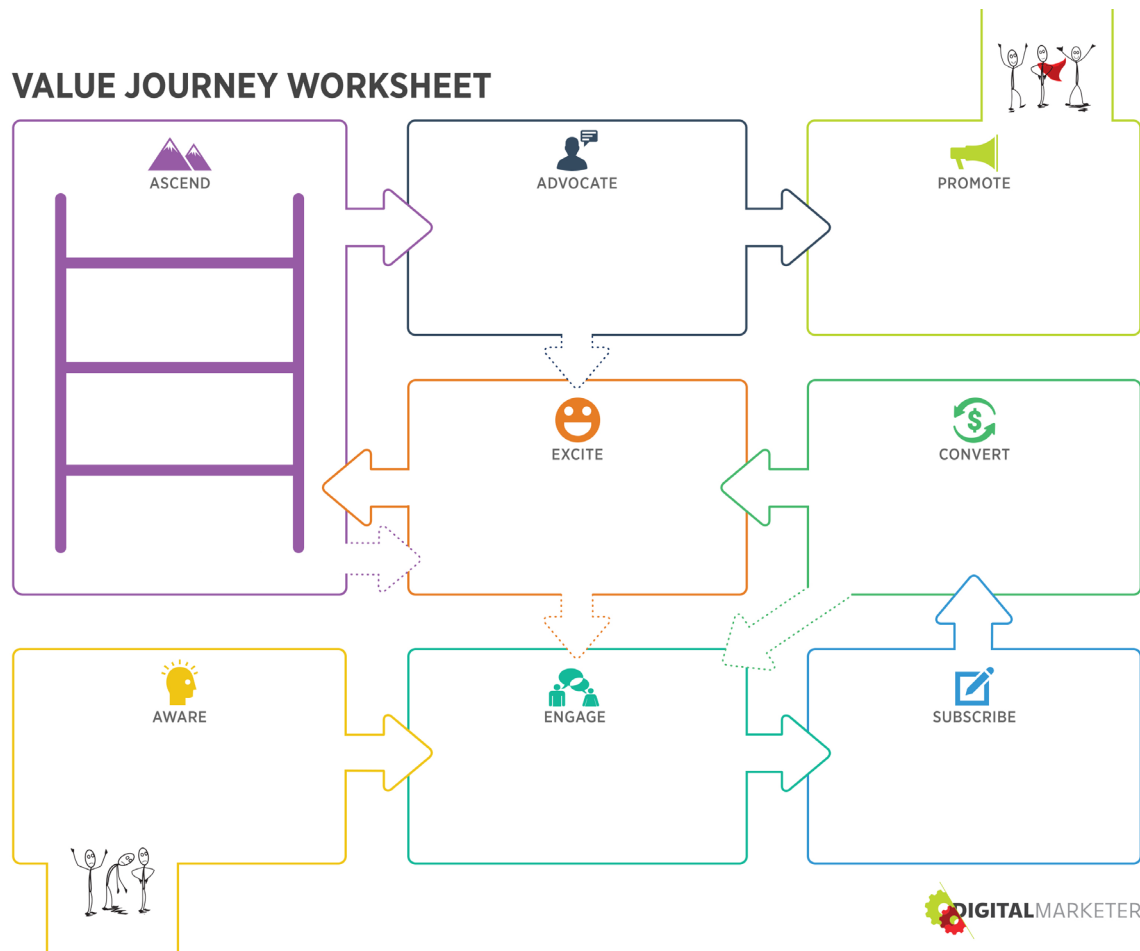 VALUE JOURNEY WORKSHEET
ASCEND
ADVOCATE
PROMOTE
EXCITE
$
CONVERT
AWARE
ENGAGE
SUBSCRIBE
DIGITALMARKETER